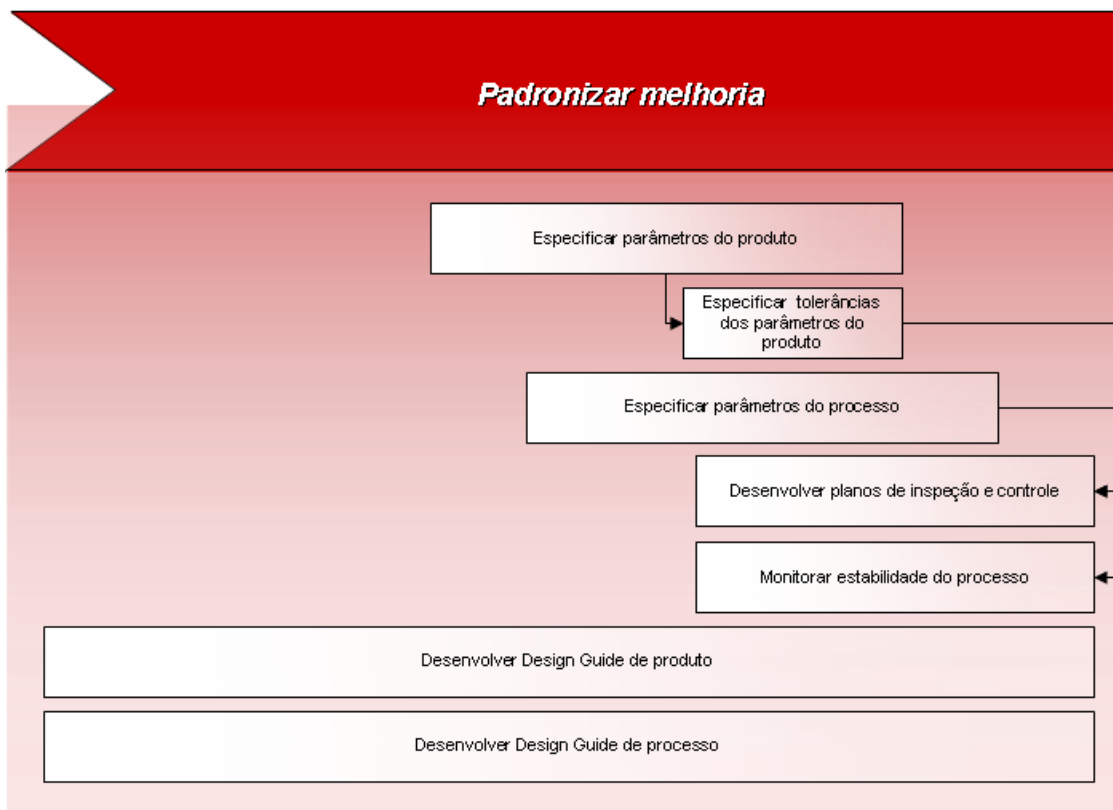 Padronizar melhoria
Especificar parâmetros do produto
Especificar tolerâncias
dos parâmetros do
produto
Especificar parâmetros do processo
Desenvolver planos de inspeção e controle
Monitorar estabilidade do processo
Desenvolver Design Guide de produto
Desenvolver Design Guide de processo